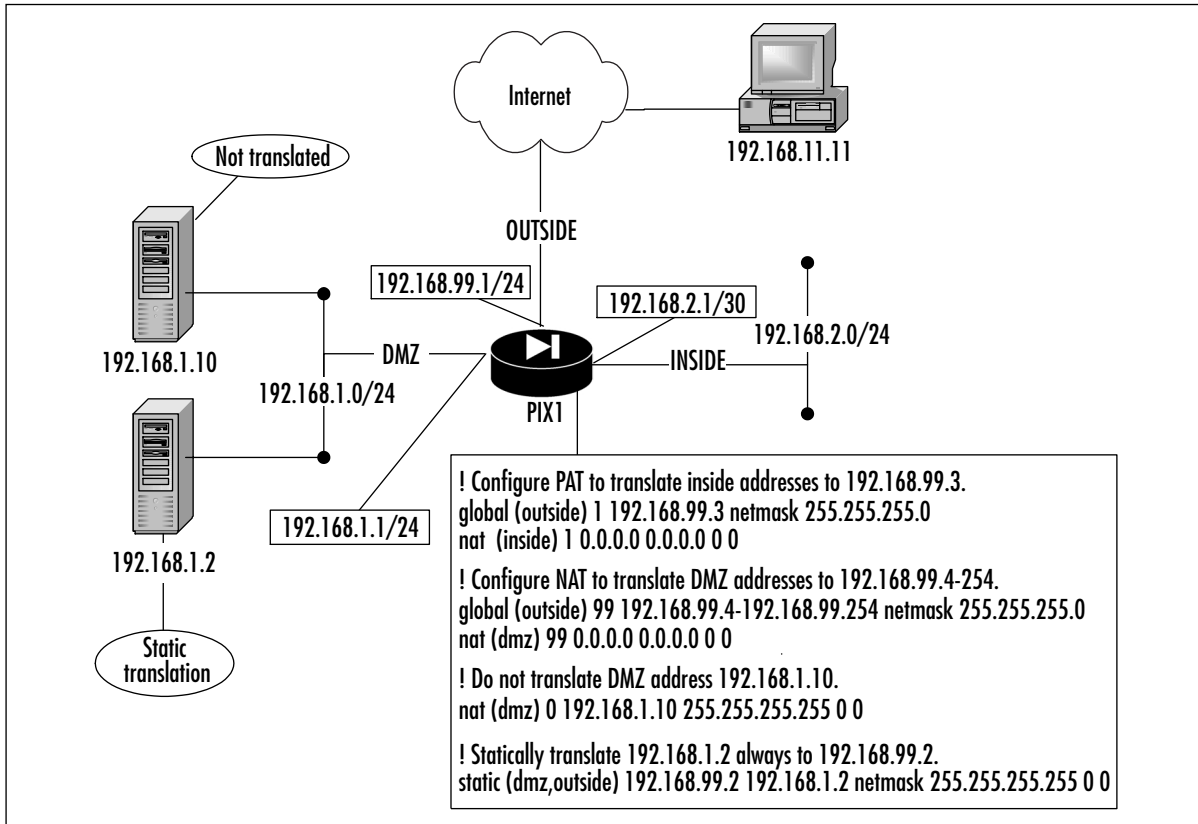 Internet
192.168.11.11
Not translated
OUTSIDE
192.168.99.1/24
192.168.2.1/30
192.168.1.10
DMZ
INSIDE
192.168.2.0/24
192.168.1.0/24
PIX1
192.168.1.1/24
192.168.1.2
Static
translation
! Configure PAT to translate inside addresses to 192.168.99.3.
global (outside) 1 192.168.99.3 netmask 255.255.255.0
nat (inside) 1 0.0.0.0 0.0.0.0 0 0
! Configure NAT to translate DMZ addresses to 192.168.99.4-254.
global (outside) 99 192.168.99.4-192.168.99.254 netmask 255.255.255.0
nat (dmz) 99 0.0.0.0 0.0.0.0 0 0
! Do not translate DMZ address 192.168.1.10.
nat (dmz) 0 192.168.1.10 255.255.255.255 0 0
! Statically translate 192.168.1.2 always to 192.168.99.2.
static (dmz,outside) 192.168.99.2 192.168.1.2 netmask 255.255.255.255 0 0